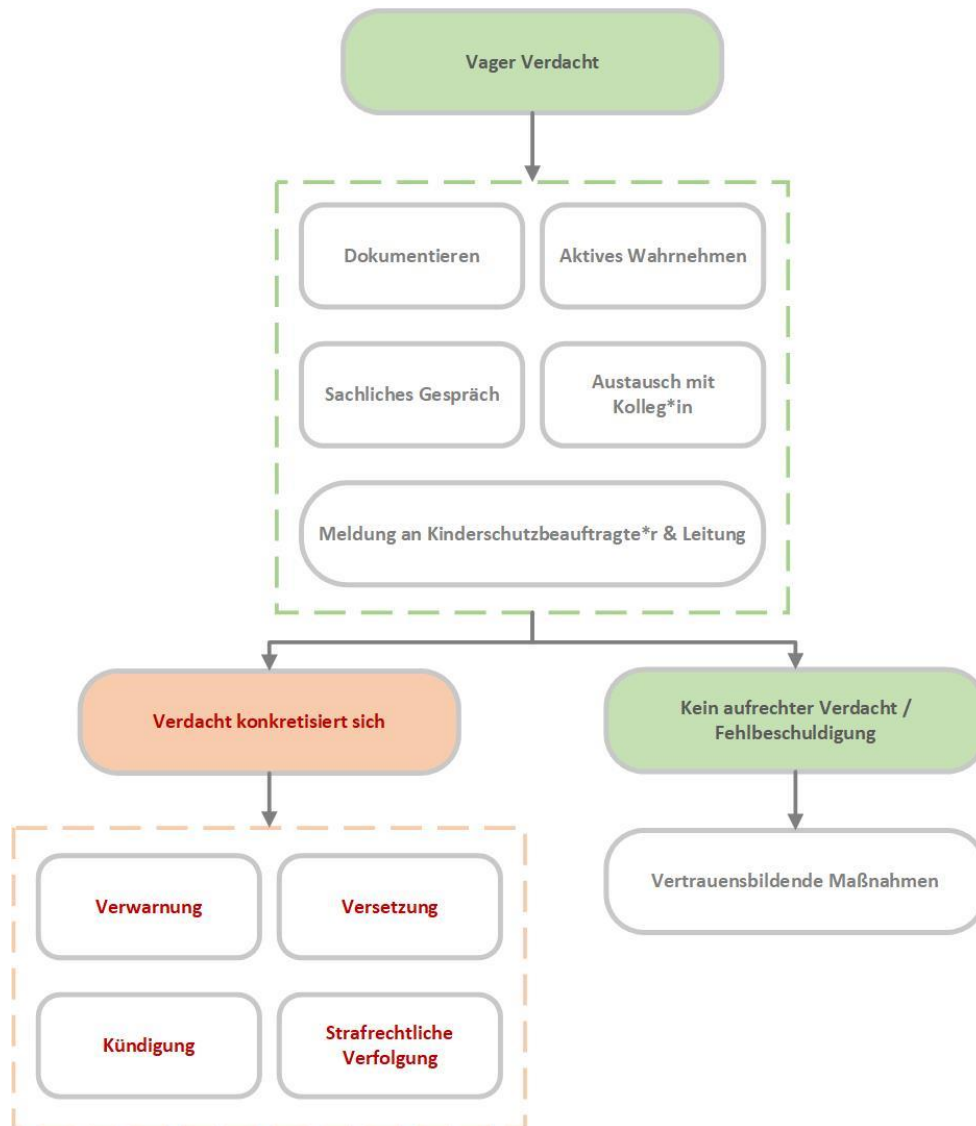 Vager Verdacht
Dokumentieren
Aktives Wahrnehmen
Sachliches Gespräch
Austausch mit
Kolleg*in
Meldung an Kinderschutzbeauftragte*r & Leitung
Verdacht konkretisiert sich
Kein aufrechter Verdacht /
Fehlbeschuldigung
Verwarnung
Versetzung
Vertrauensbildende Maßnahmen
Kündigung
Strafrechtliche
Verfolgung